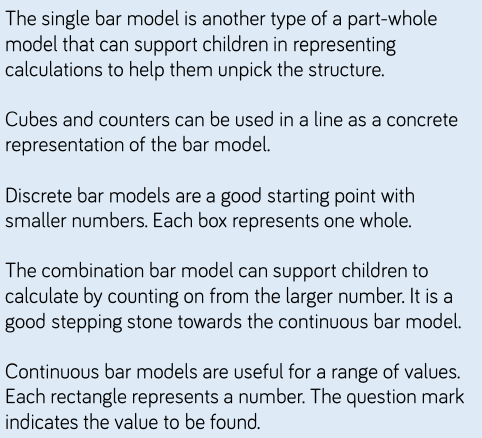 The single bar model is another type of a part-whole
model that can support children in representing
calculations to help them unpick the structure.
Cubes and counters can be used in a line as a concrete
representation of the bar model.
Discrete bar models are a good starting point with
smaller numbers. Each box represents one whole.
The combination bar model can support children to
calculate by counting on from the larger number. It is a
good stepping stone towards the continuous bar model.
Continuous bar models are useful for a range of values.
Each rectangle represents a number. The question mark
indicates the value to be found.